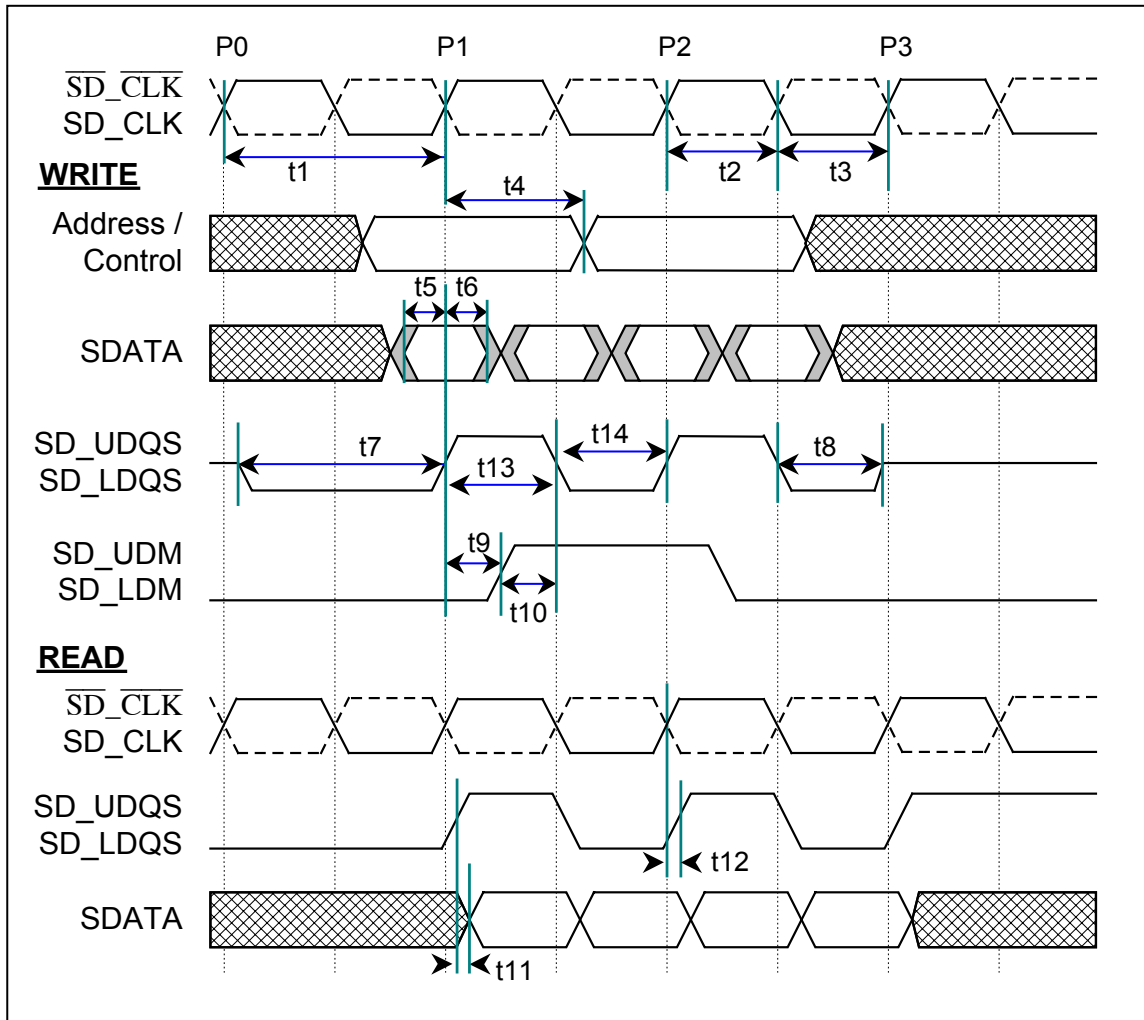 P0 P1 P2 P3
SD_CLK
SD_CLK
t1 t2 t3
WRITE
t4
Address /
Control
t5 t6
SDATA
SD_UDQS
SD_LDQS
t7 t14 t8
t13
SD_UDM
SD_LDM
t9
t10
READ
SD_CLK
SD_CLK
SD_UDQS
SD_LDQS
t12
SDATA
t11